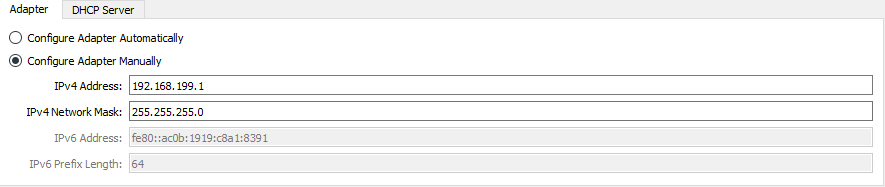 Adapter DHCP Server
Configure Adapter Automatically
Configure Adapter Manually
IPv4 Address: 192.168.199.1
IPv4 Network Mask: 255.255.255.0
IPv6 Address: fe80::ac0b:1919:c8a1:8391
IPv6 Prefix Length: 64